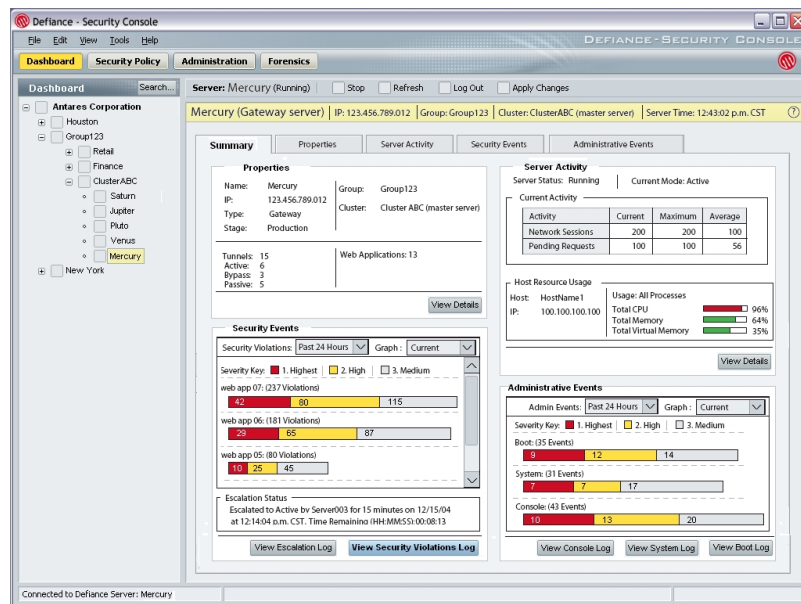 Defiance - Security Console
File Edit View Tools Help
DEFIANCE-SECURITY CONSOLE
Dashboard Security Policy Administration Forensics
Dashboard Search...
Antares Corporation
Houston
Group123
Retail
Finance
ClusterABC
Saturn
Jupiter
Pluto
Venus
Mercury
New York
Server: Mercury (Running) Stop Refresh Log Out Apply Changes
Mercury (Gateway server) IP: 123.456.789.012 Group: Group123 Cluster: ClusterABC (master server) Server Time: 12:43:02 p.m. CST ?
Summary Properties Server Activity Security Events Administrative Events
Properties
Name: Mercury
IP: 123.456.789.012
Type: Gateway
Stage: Production
Group: Group123
Cluster: Cluster ABC (master server)
Tunnels: 15
Active: 6
Bypass: 3
Passive: 5
Web Applications: 13
View Details
Security Events
Security Violations: Past 24 Hours Graph : Current
Severity Key: 1. Highest 2. High 3. Medium
web app 07: (237 Violations)
42 80 115
web app 06: (181 Violations)
29 65 87
web app 05: (80 Violations)
10 25 45
Escalation Status
Escalated to Active by Server003 for 15 minutes on 12/15/04
at 12:14:04 p.m. CST. Time Remaining (HH:MM:SS): 00:08:13
View Escalation Log View Security Violations Log
Server Activity
Server Status: Running Current Mode: Active
Current Activity
Activity Current Maximum Average
Network Sessions 200 200 100
Pending Requests 100 100 56
Host Resource Usage
Host: HostName1
IP: 100.100.100.100
Usage: All Processes
Total CPU 96%
Total Memory 64%
Total Virtual Memory 35%
View Details
Administrative Events
Admin Events: Past 24 Hours Graph : Current
Severity Key: 1. Highest 2. High 3. Medium
Boot: (35 Events)
9 12 14
System: (31 Events)
7 7 17
Console: (43 Events)
10 13 20
View Console Log View System Log View Boot Log
Connected to Defiance Server: Mercury